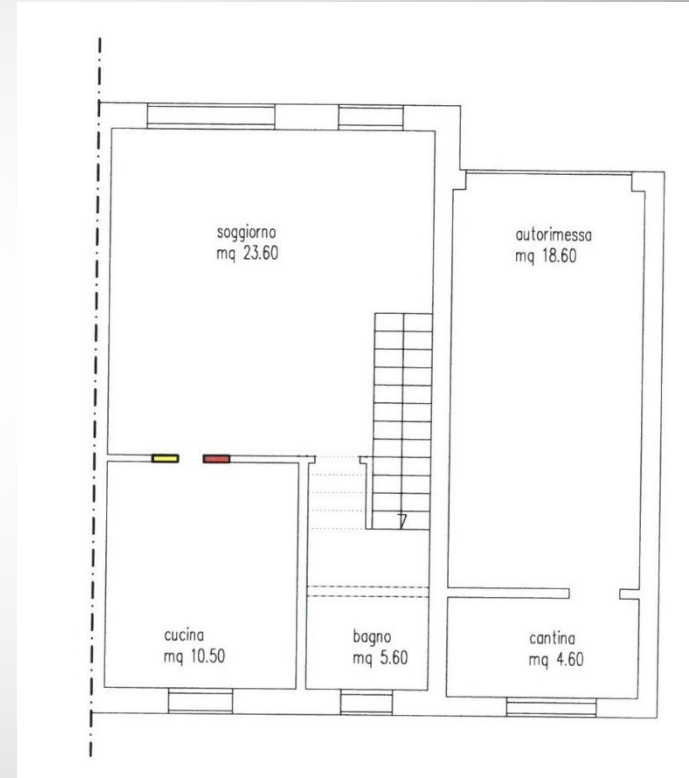 soggiorno
mq 23.60
autorimessa
mq 18.60
cucina
mq 10.50
bagno
mq 5.60
cantina
mq 4.60